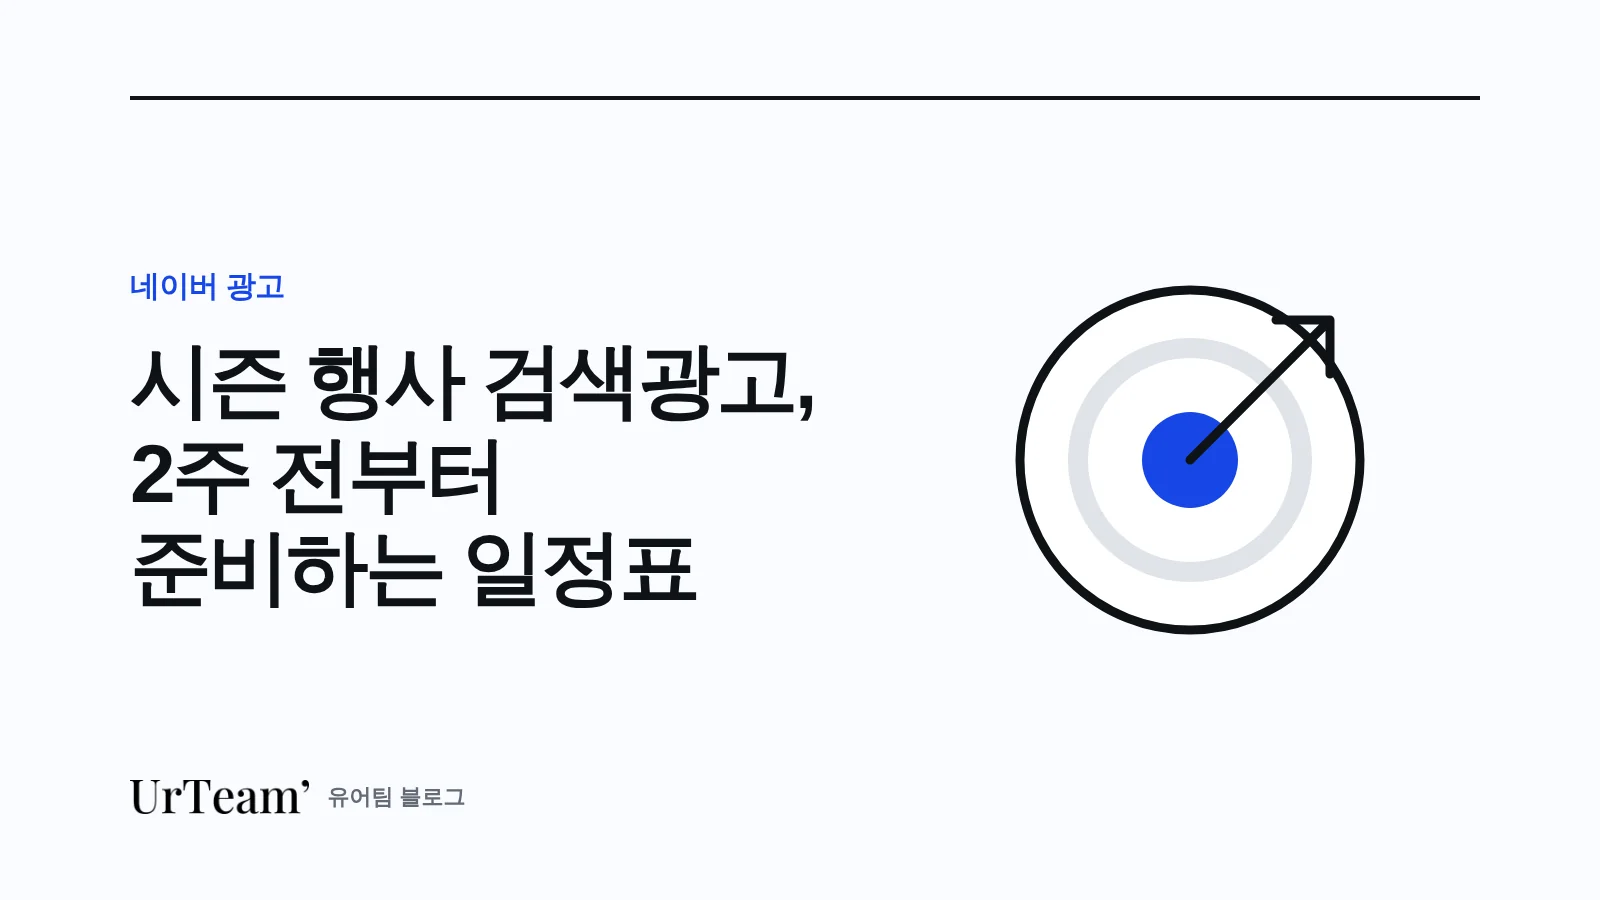 네이버 광고
시즌 행사 검색광고,
2주 전부터
준비하는 일정표
UrTeam’ 유어팀 블로그